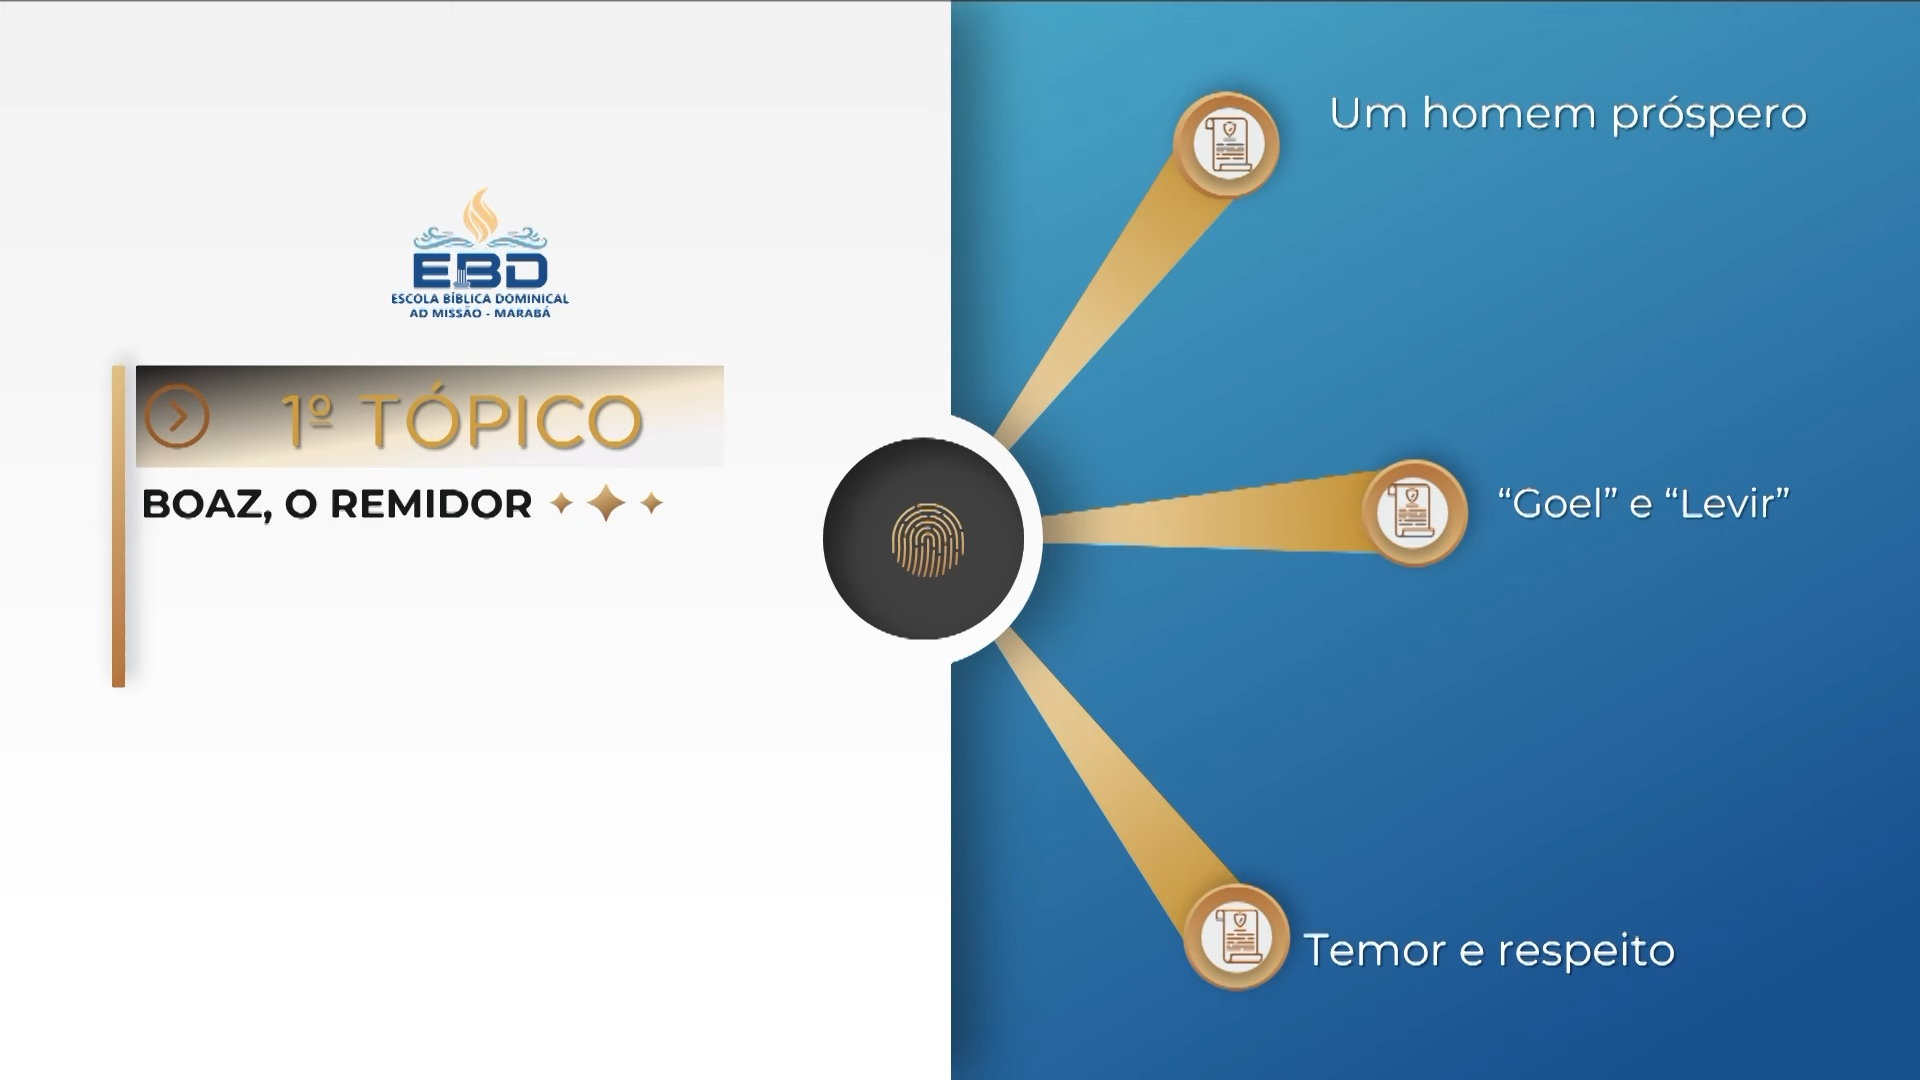 EBD
ESCOLA BÍBLICA DOMINICAL
AD MISSÃO - MARABÁ
1º TÓPICO
BOAZ, O REMIDOR
Um homem próspero
“Goel” e “Levir”
Temor e respeito